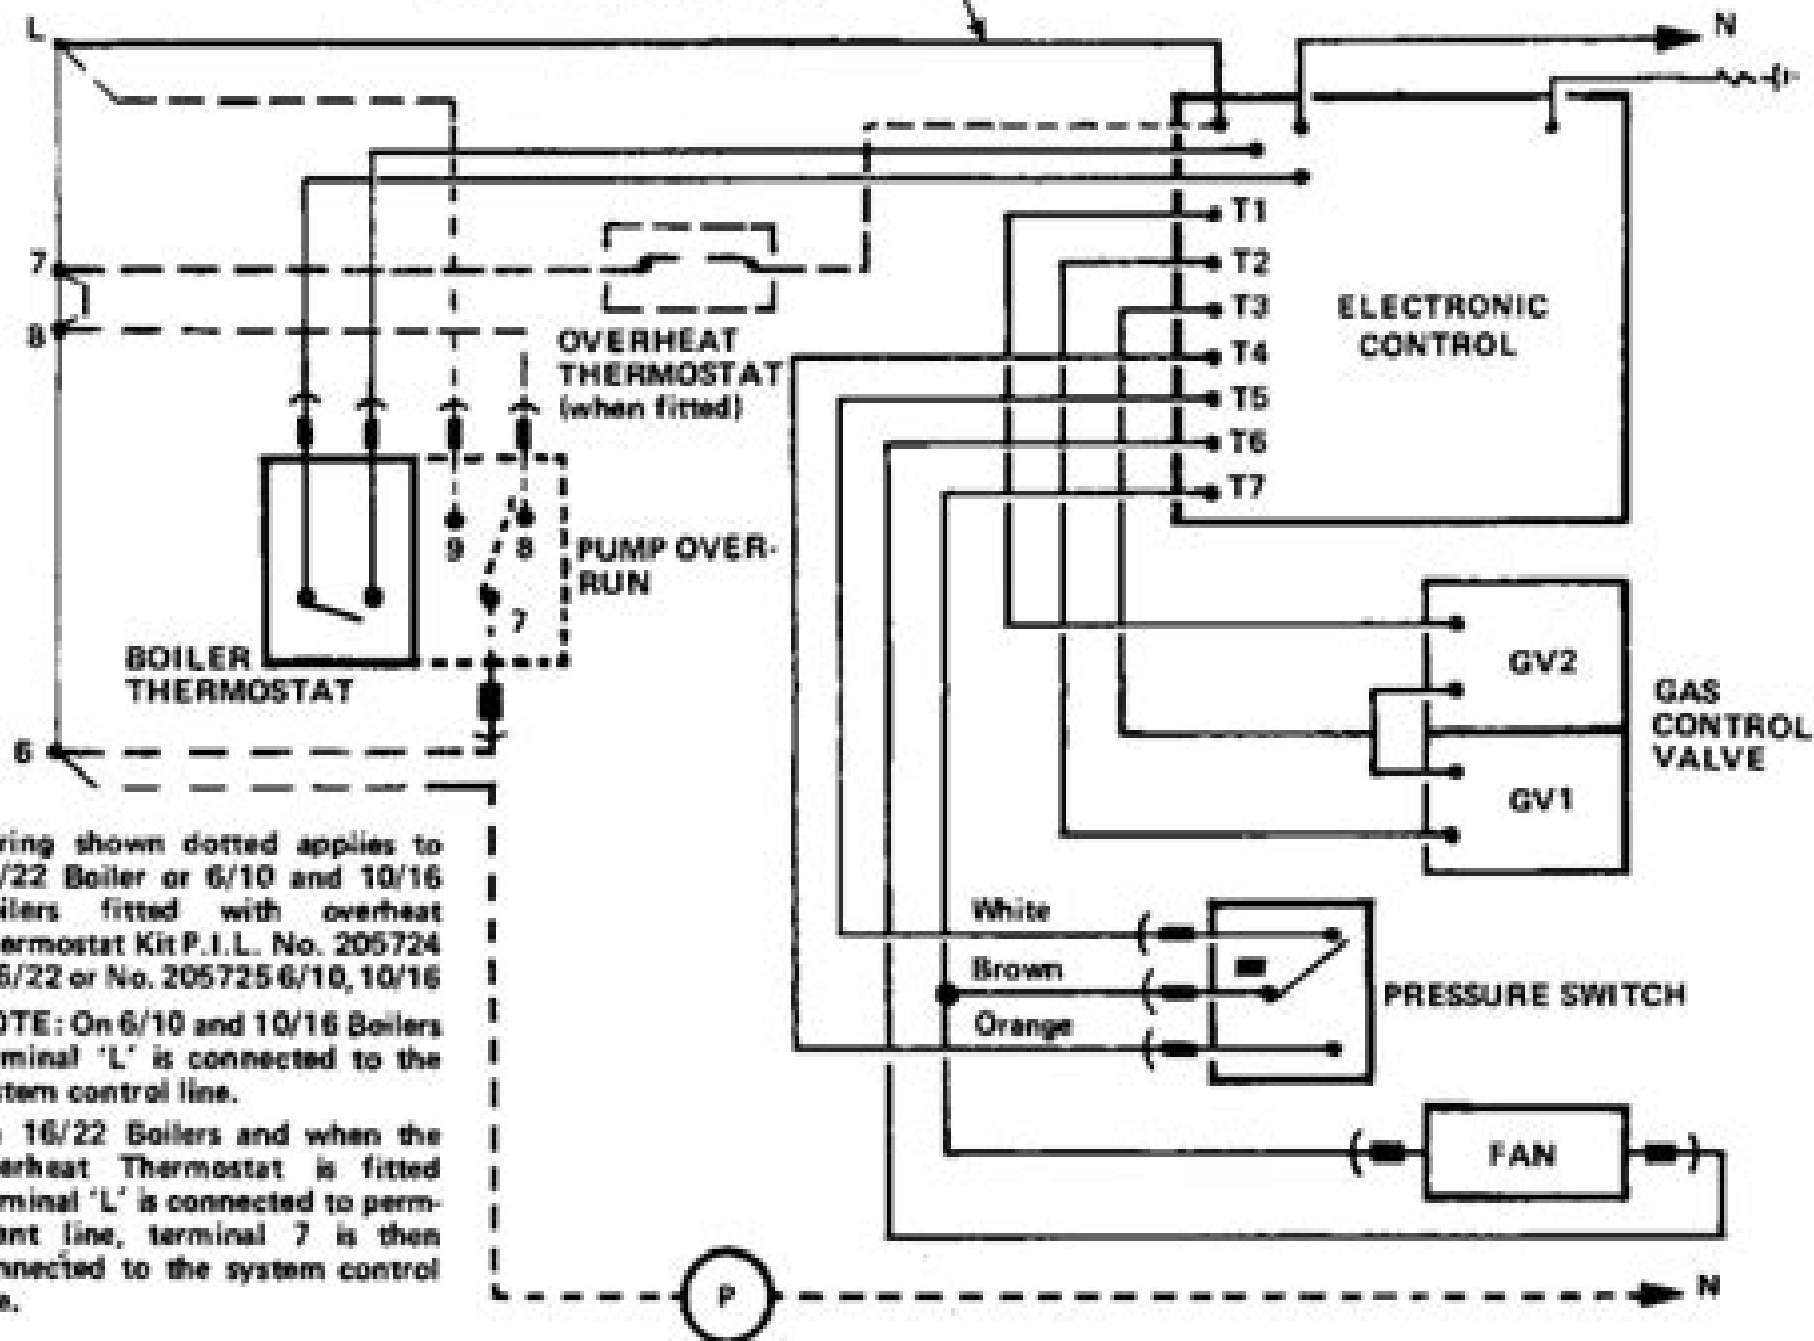 L
N
7
8
T1
T2
T3
T4
T5
T6
T7
ELECTRONIC
CONTROL
OVERHEAT
THERMOSTAT
(when fitted)
9
8
7
PUMP OVER-
RUN
BOILER
THERMOSTAT
6
GV2
GV1
GAS
CONTROL
VALVE
White
Brown
Orange
PRESSURE SWITCH
FAN
P
N
ring shown dotted applies to
/22 Boiler or 6/10 and 10/16
ilers fitted with overheat
ermostat Kit P.I.L. No. 205724
6/22 or No. 205725 6/10, 10/16
OTE: On 6/10 and 10/16 Boilers
rminal 'L' is connected to the
stem control line.
16/22 Boilers and when the
erheat Thermostat is fitted
rminal 'L' is connected to perm-
ent line, terminal 7 is then
nnected to the system control
e.